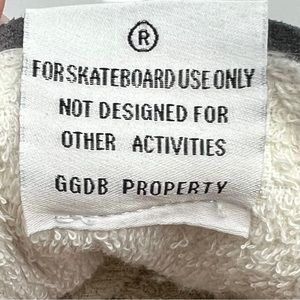 ®
FOR SKATEBOARD USE ONLY
NOT DESIGNED FOR
OTHER ACTIVITIES
GGDB PROPERTY